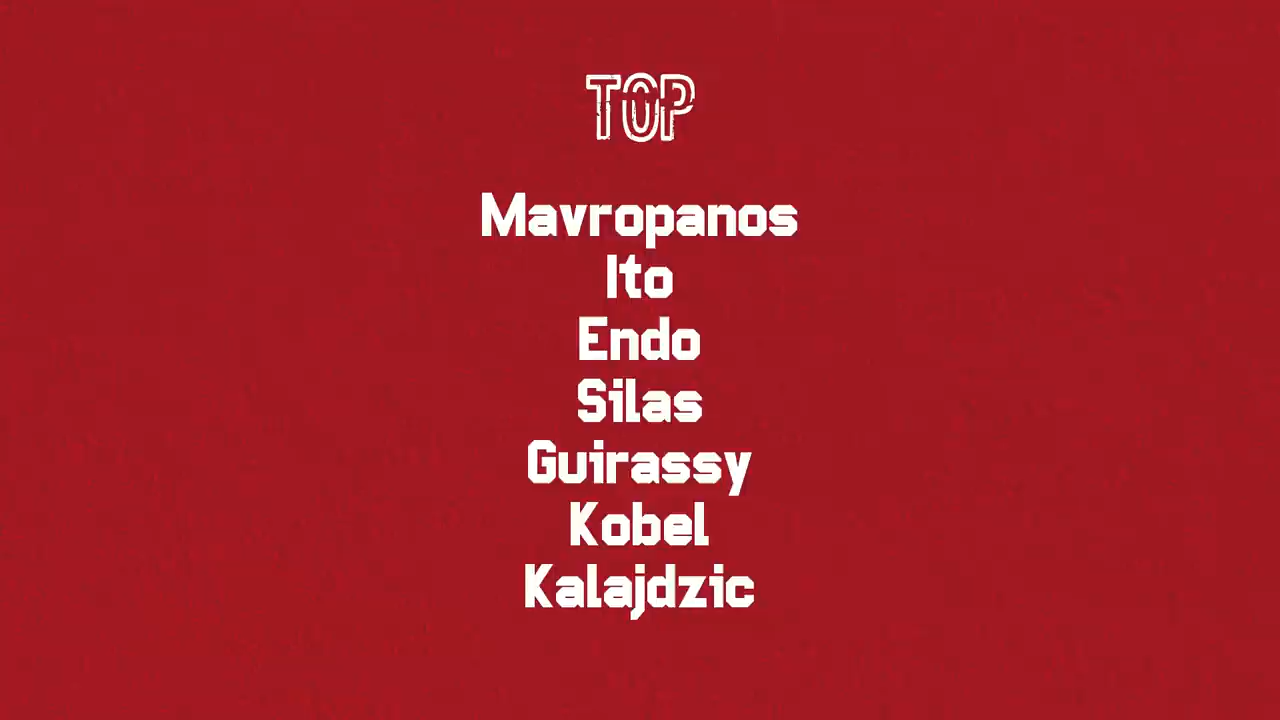 TOP
Mavropanos
Ito
Endo
Silas
Guirassy
Kobel
Kalajdzic